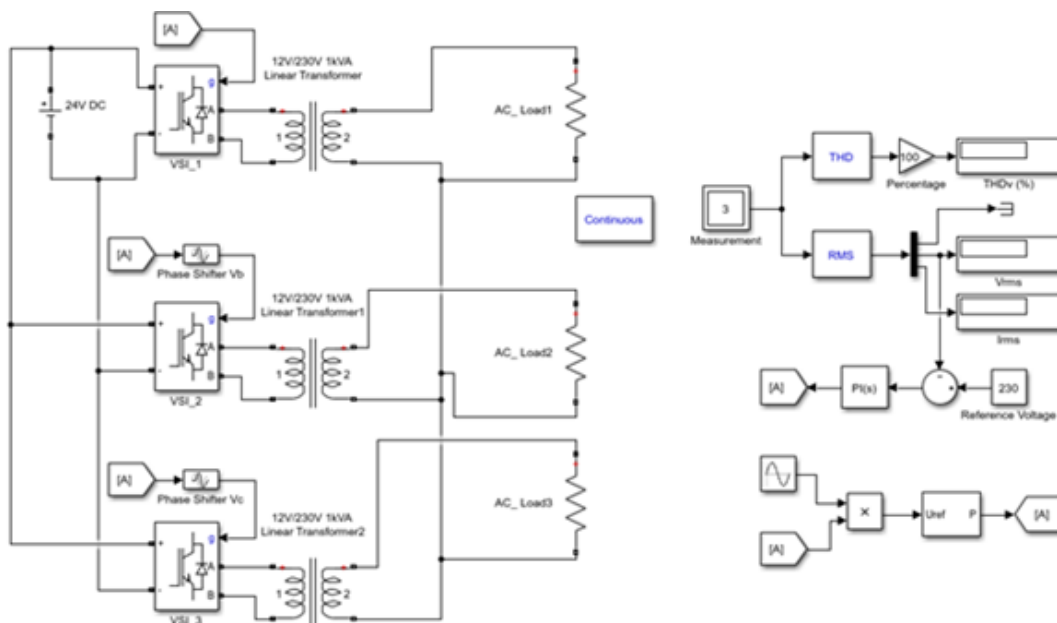 [A]
12V/230V 1kVA
Linear Transformer
24V DC
+
-
g
A
B
VSI_1
1
2
AC_ Load1
Continuous
[A]
Phase Shifter Vb
12V/230V 1kVA
Linear Transformer1
+
-
g
A
B
VSI_2
1
2
AC_ Load2
[A]
Phase Shifter Vc
12V/230V 1kVA
Linear Transformer2
+
-
g
A
B
VSI_3
1
2
AC_ Load3
3
Measurement
THD
100
Percentage
THDv (%)
RMS
Vrms
Irms
[A]
PI(s)
230
Reference Voltage
[A]
×
Uref
P
[A]